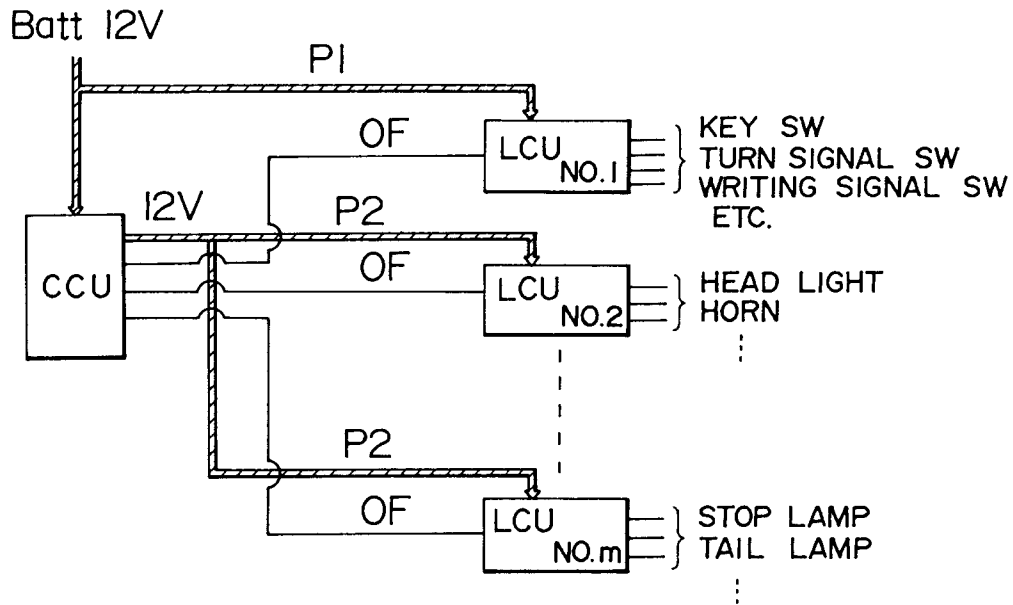 Batt 12V
P1
OF
LCU
NO.1
KEY SW
TURN SIGNAL SW
WRITING SIGNAL SW
ETC.
12V
P2
OF
CCU
LCU
NO.2
HEAD LIGHT
HORN
P2
OF
LCU
NO.m
STOP LAMP
TAIL LAMP